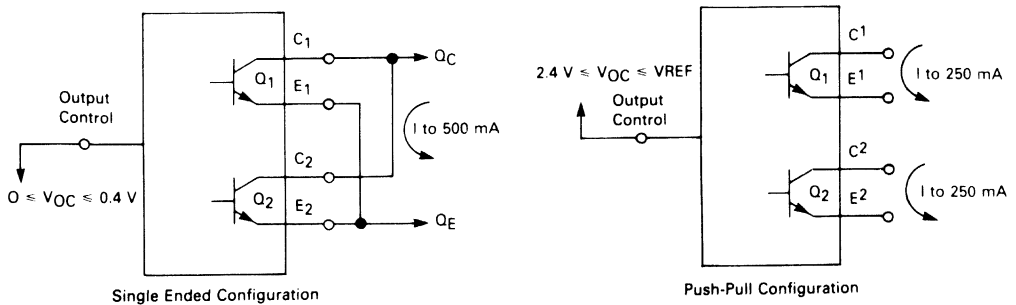 C1
Q1
E1
QC
Output
Control
I to 500 mA
C2
O ≤ VOC ≤ 0.4 V
Q2
E2
QE
Single Ended Configuration
C1
2.4 V ≤ VOC ≤ VREF
Q1
E1
I to 250 mA
Output
Control
C2
Q2
E2
I to 250 mA
Push-Pull Configuration